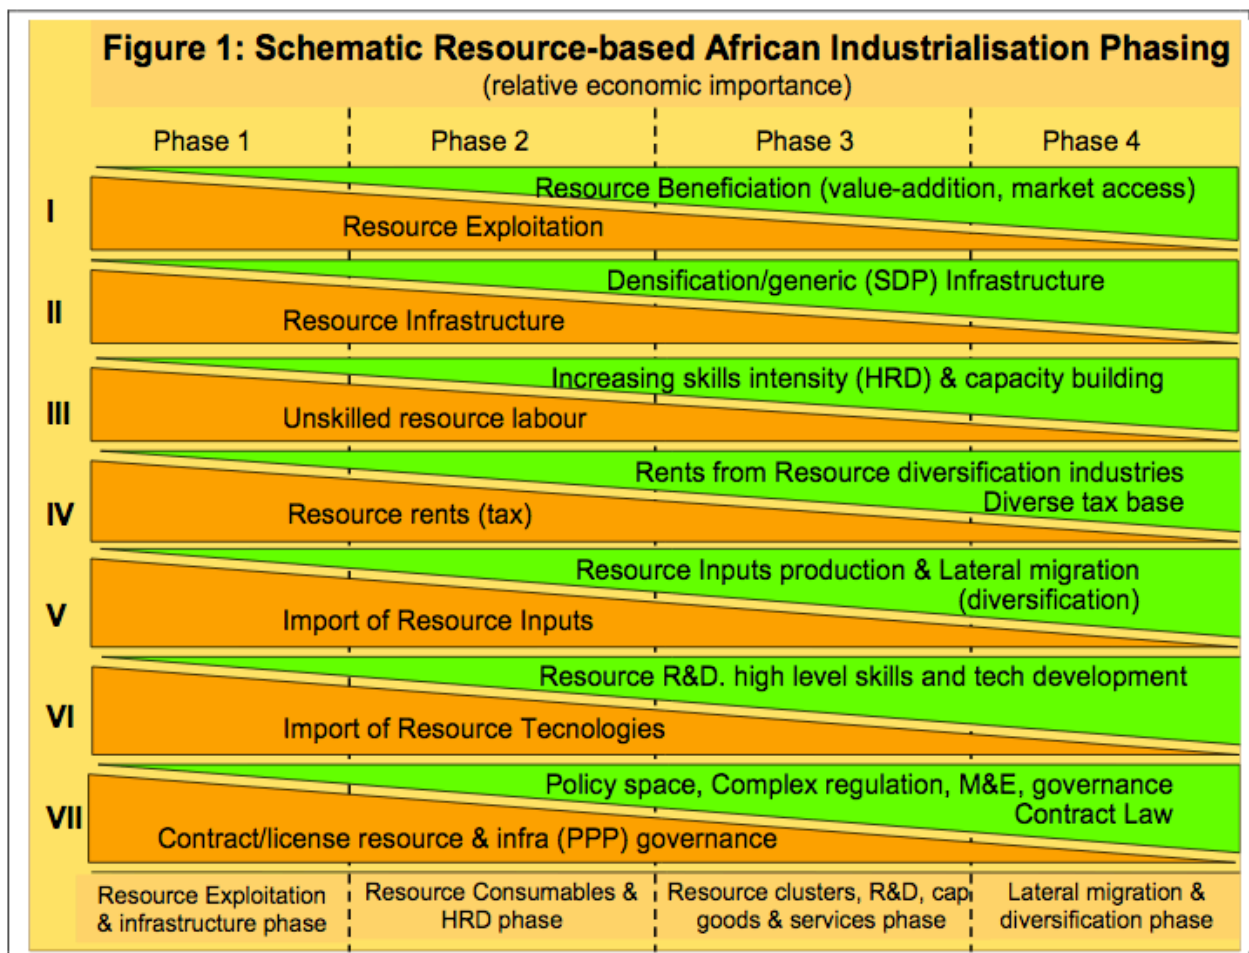 Figure 1: Schematic Resource-based African Industrialisation Phasing
(relative economic importance)
Phase 1
Phase 2
Phase 3
Phase 4
I
Resource Beneficiation (value-addition, market access)
Resource Exploitation
II
Densification/generic (SDP) Infrastructure
Resource Infrastructure
III
Increasing skills intensity (HRD) & capacity building
Unskilled resource labour
IV
Rents from Resource diversification industries
Diverse tax base
Resource rents (tax)
V
Resource Inputs production & Lateral migration
(diversification)
Import of Resource Inputs
VI
Resource R&D. high level skills and tech development
Import of Resource Tecnologies
VII
Policy space, Complex regulation, M&E, governance
Contract Law
Contract/license resource & infra (PPP) governance
Resource Exploitation
& infrastructure phase
Resource Consumables &
HRD phase
Resource clusters, R&D, cap
goods & services phase
Lateral migration &
diversification phase